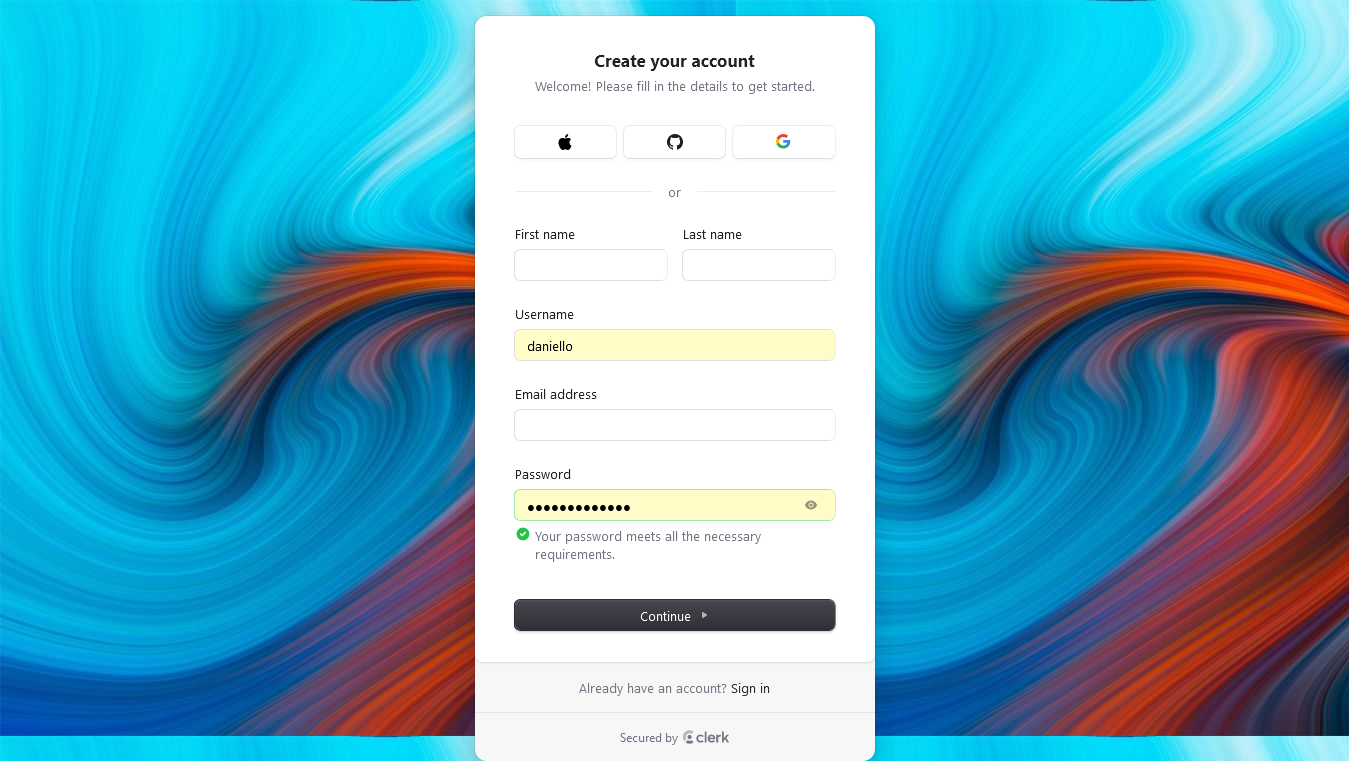 Create your account
Welcome! Please fill in the details to get started.
or
First name
Last name
Username
daniello
Email address
Password
•••••••••••••
Your password meets all the necessary
requirements.
Continue
Already have an account? Sign in
Secured by clerk